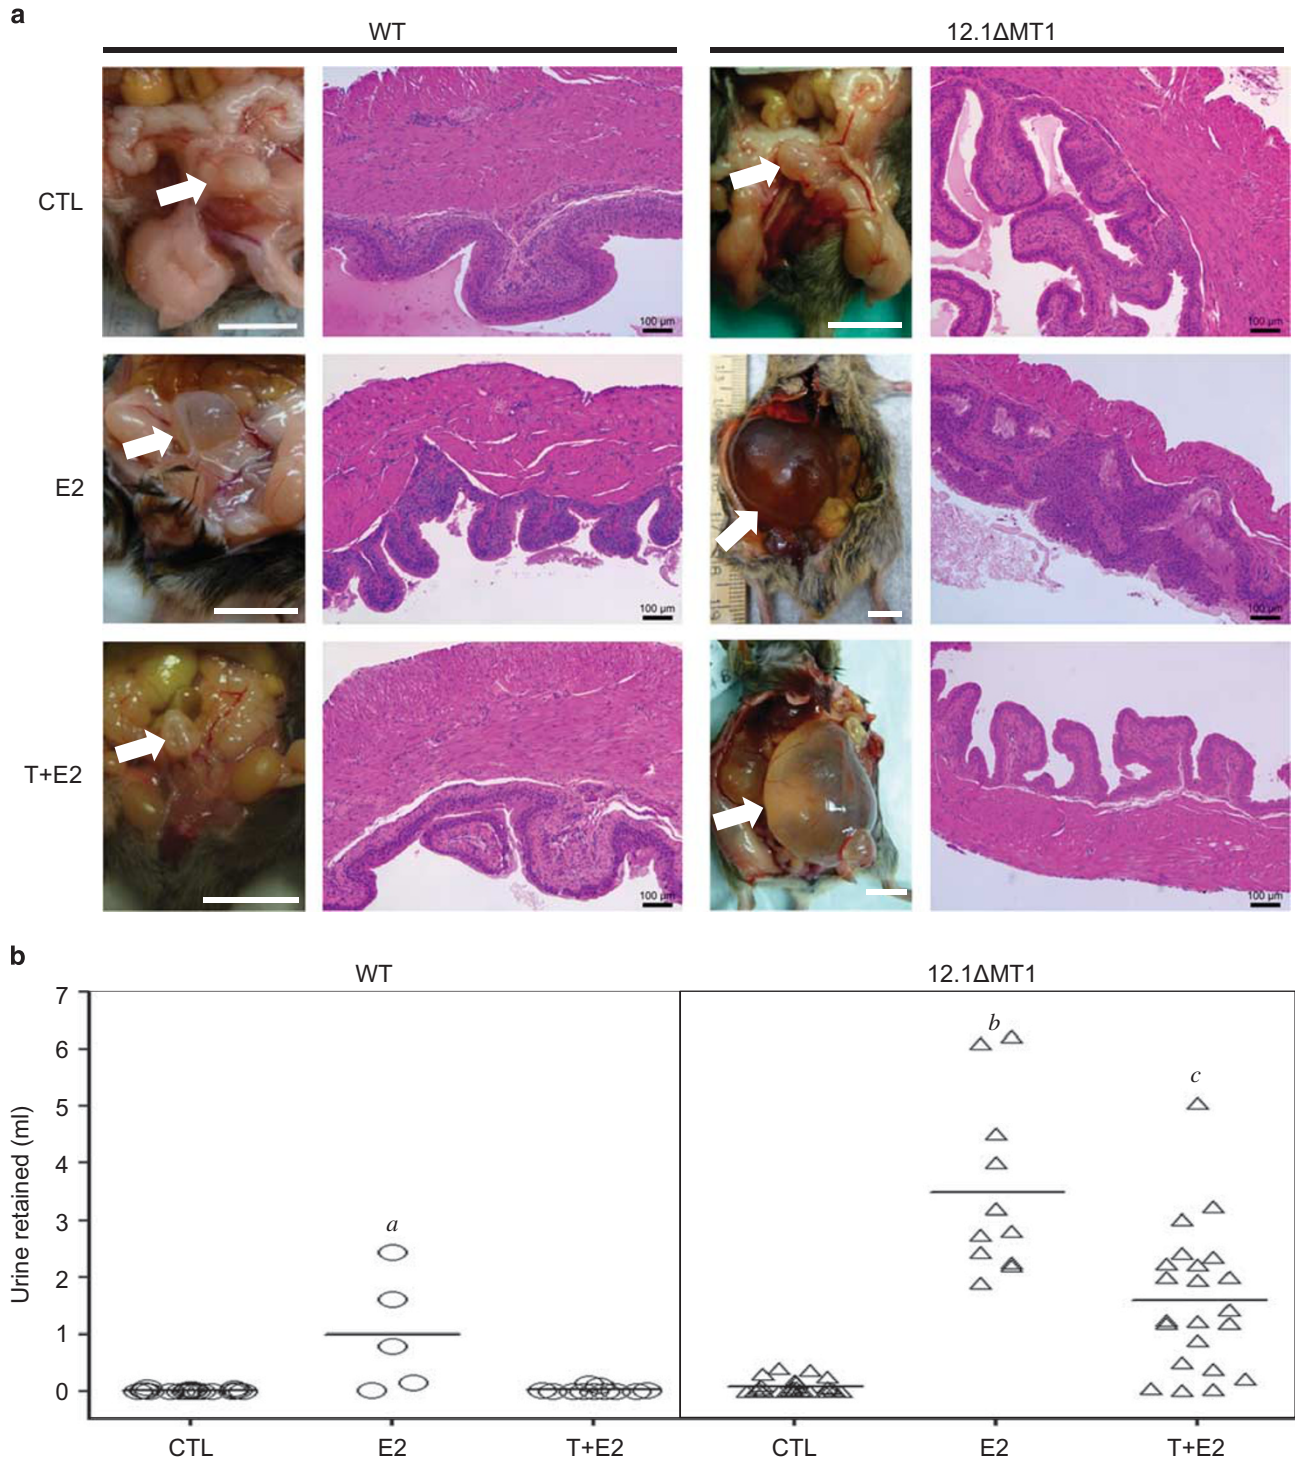 a
WT
12.1ΔMT1
CTL
100 µm
100 µm
E2
100 µm
100 µm
T+E2
100 µm
100 µm
b
WT
12.1ΔMT1
Urine retained (ml)
7
6
5
4
3
2
1
0
a
b
c
CTL
E2
T+E2
CTL
E2
T+E2